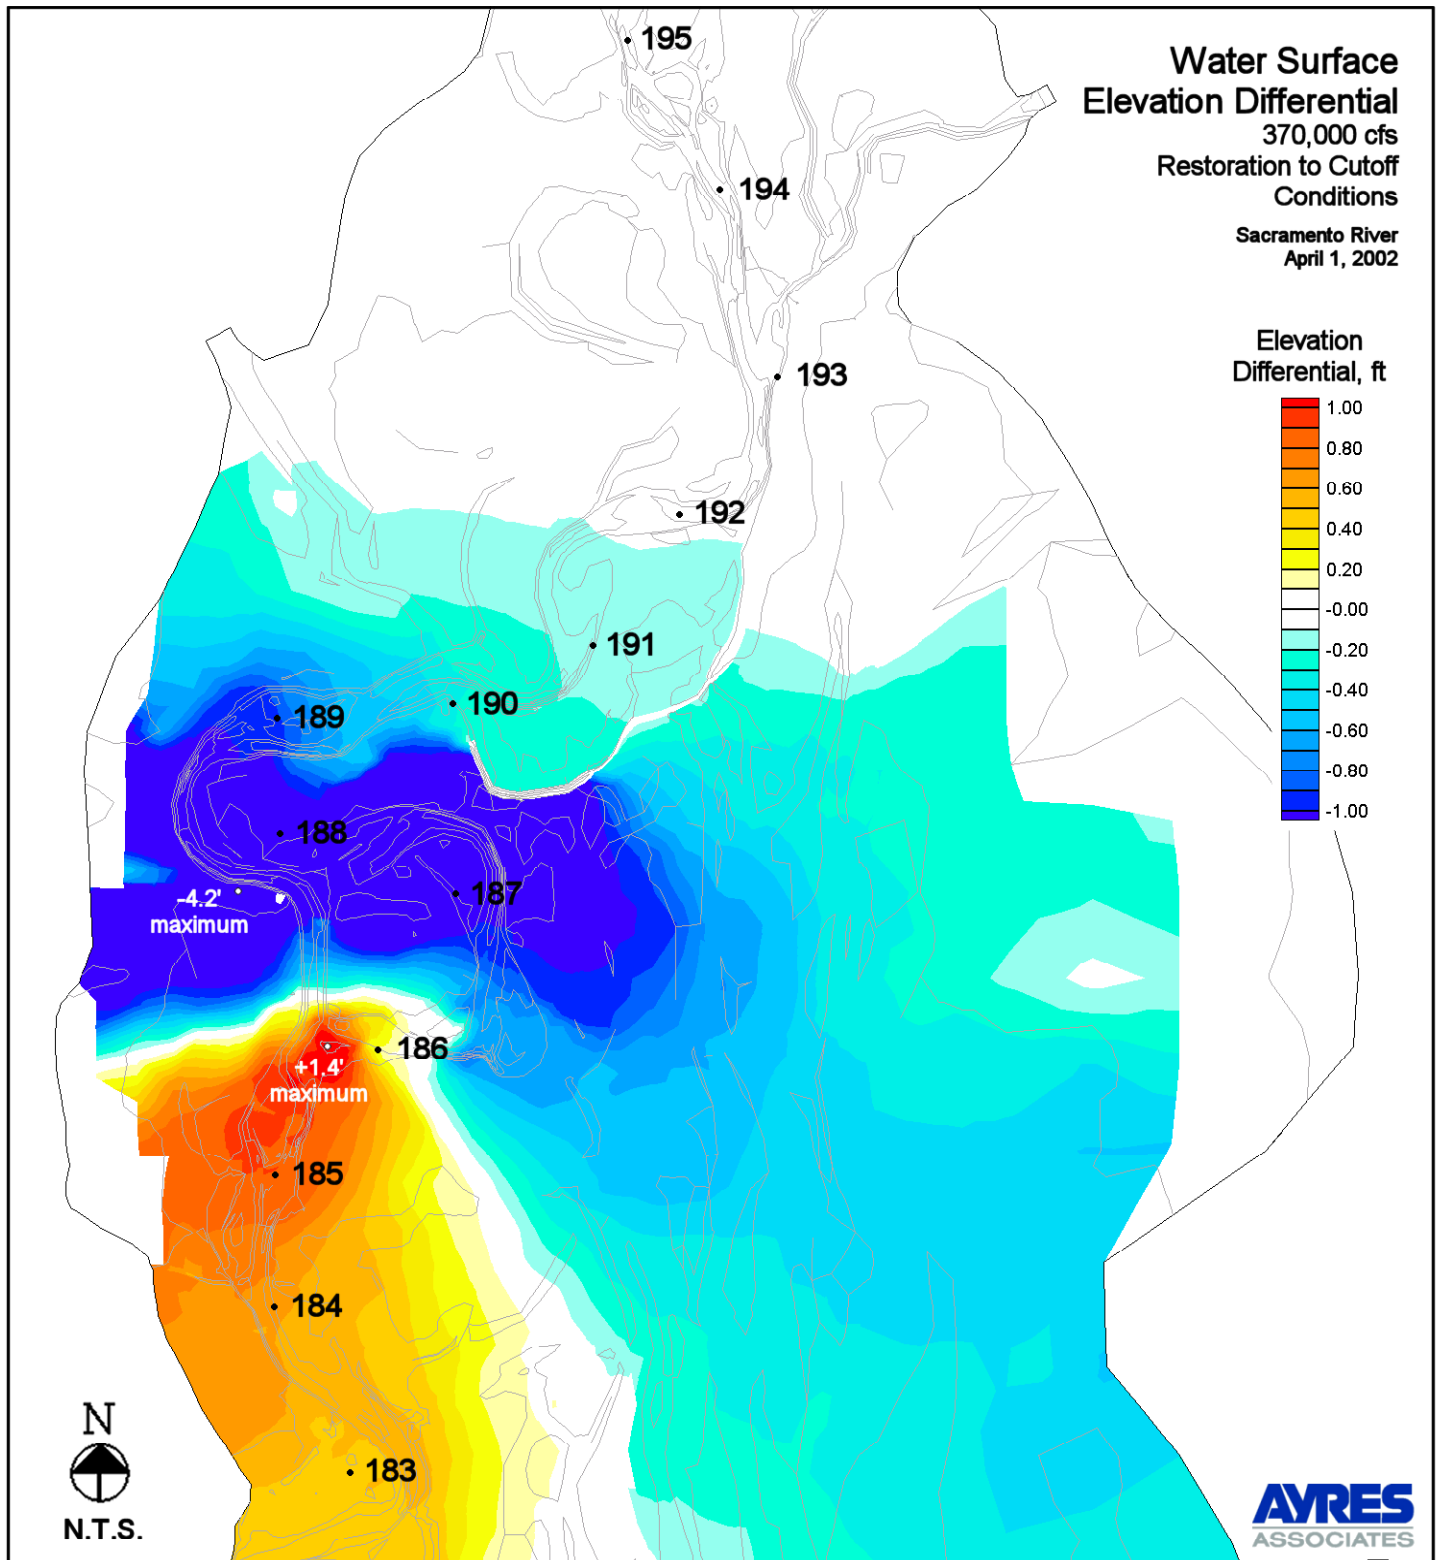 195
Water Surface
Elevation Differential
370,000 cfs
Restoration to Cutoff
Conditions
Sacramento River
April 1, 2002
194
193
Elevation
Differential, ft
1.00
0.80
0.60
0.40
0.20
-0.00
-0.20
-0.40
-0.60
-0.80
-1.00
192
191
190
189
188
187
-4.2'
maximum
186
+1.4'
maximum
185
184
183
N
N.T.S.
AYRES
ASSOCIATES